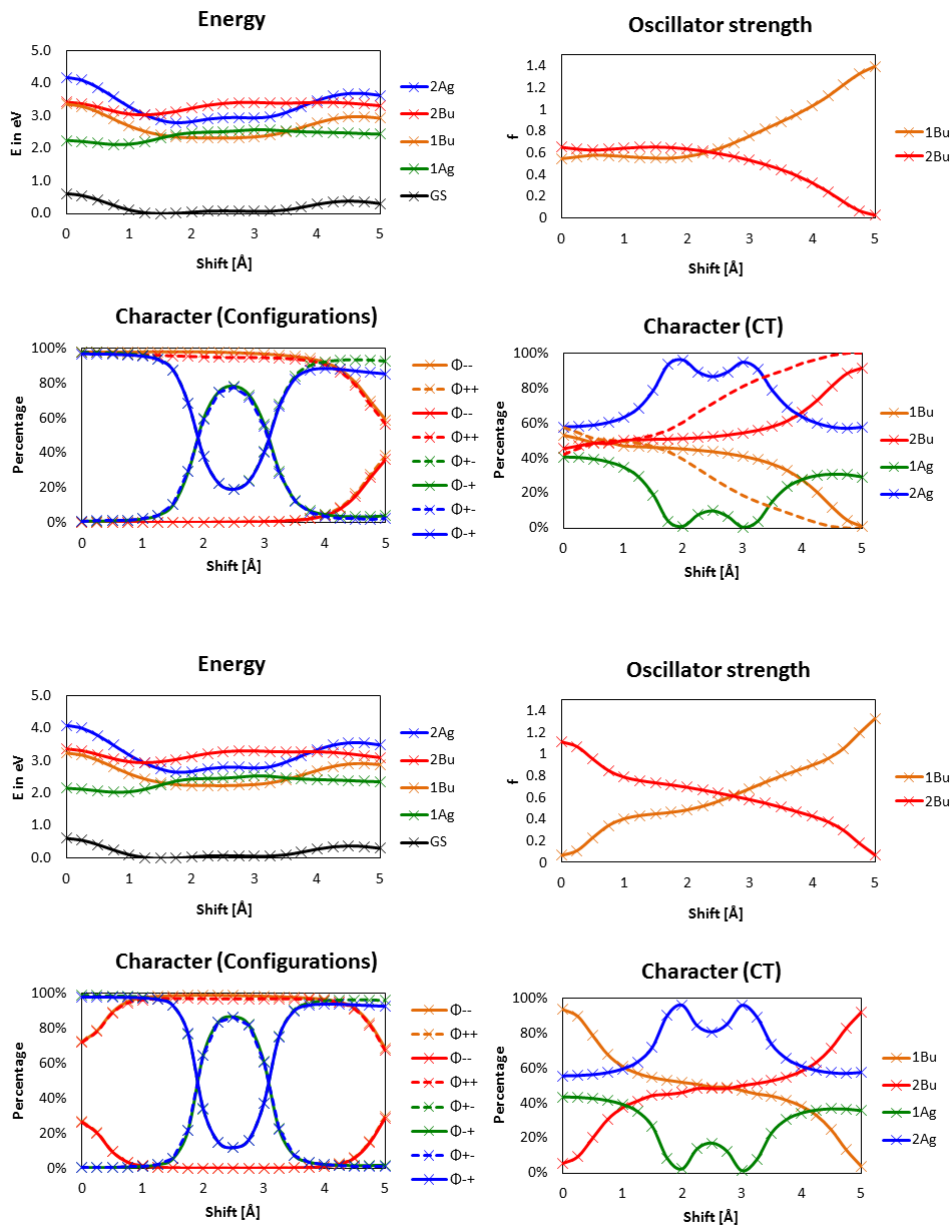 Energy
E in eV
5.0
4.0
3.0
2.0
1.0
0.0
0 1 2 3 4 5
Shift [Å]
2Ag
2Bu
1Bu
1Ag
GS
Oscillator strength
f
1.4
1.2
1
0.8
0.6
0.4
0.2
0
0 1 2 3 4 5
Shift [Å]
1Bu
2Bu
Character (Configurations)
Percentage
100%
80%
60%
40%
20%
0%
0 1 2 3 4 5
Shift [Å]
Φ--
Φ++
Φ--
Φ++
Φ+-
Φ-+
Φ+-
Φ-+
Character (CT)
Percentage
100%
80%
60%
40%
20%
0%
0 1 2 3 4 5
Shift [Å]
1Bu
2Bu
1Ag
2Ag
Energy
E in eV
5.0
4.0
3.0
2.0
1.0
0.0
0 1 2 3 4 5
Shift [Å]
2Ag
2Bu
1Bu
1Ag
GS
Oscillator strength
f
1.4
1.2
1
0.8
0.6
0.4
0.2
0
0 1 2 3 4 5
Shift [Å]
1Bu
2Bu
Character (Configurations)
Percentage
100%
80%
60%
40%
20%
0%
0 1 2 3 4 5
Shift [Å]
Φ--
Φ++
Φ--
Φ++
Φ+-
Φ-+
Φ+-
Φ-+
Character (CT)
Percentage
100%
80%
60%
40%
20%
0%
0 1 2 3 4 5
Shift [Å]
1Bu
2Bu
1Ag
2Ag